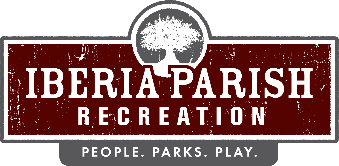 IBERIA PARISH
RECREATION
PEOPLE. PARKS. PLAY.